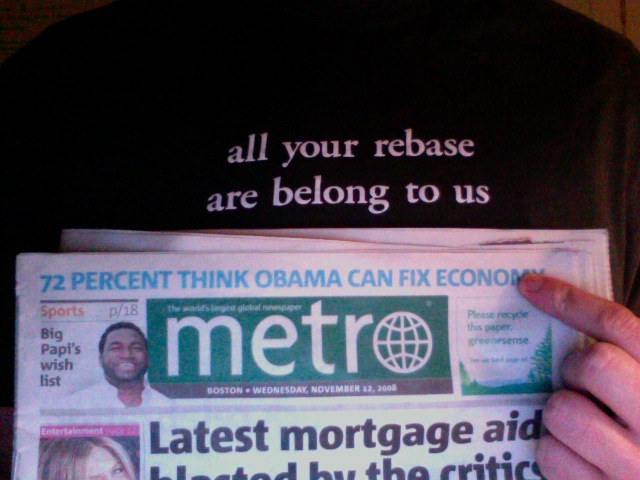 all your rebase
are belong to us
72 PERCENT THINK OBAMA CAN FIX ECONOMY
Sports p/18
Big
Papi's
wish
list
The world's largest global newspaper
metro
BOSTON • WEDNESDAY, NOVEMBER 12, 2008
Please recycle
this paper.
green sense
Entertainment
Latest mortgage aid
blasted by the critics